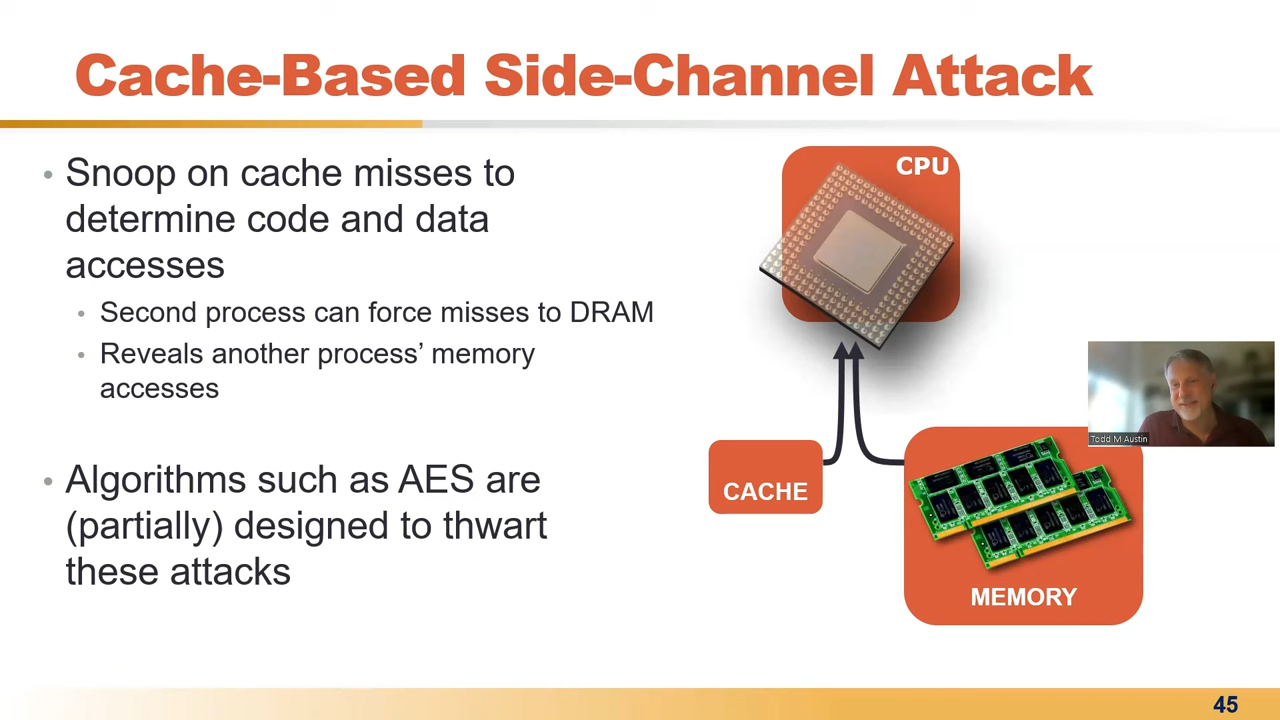 Cache-Based Side-Channel Attack
• Snoop on cache misses to
determine code and data
accesses
• Second process can force misses to DRAM
• Reveals another process’ memory
accesses
• Algorithms such as AES are
(partially) designed to thwart
these attacks
CPU
CACHE
MEMORY
Todd M Austin
45